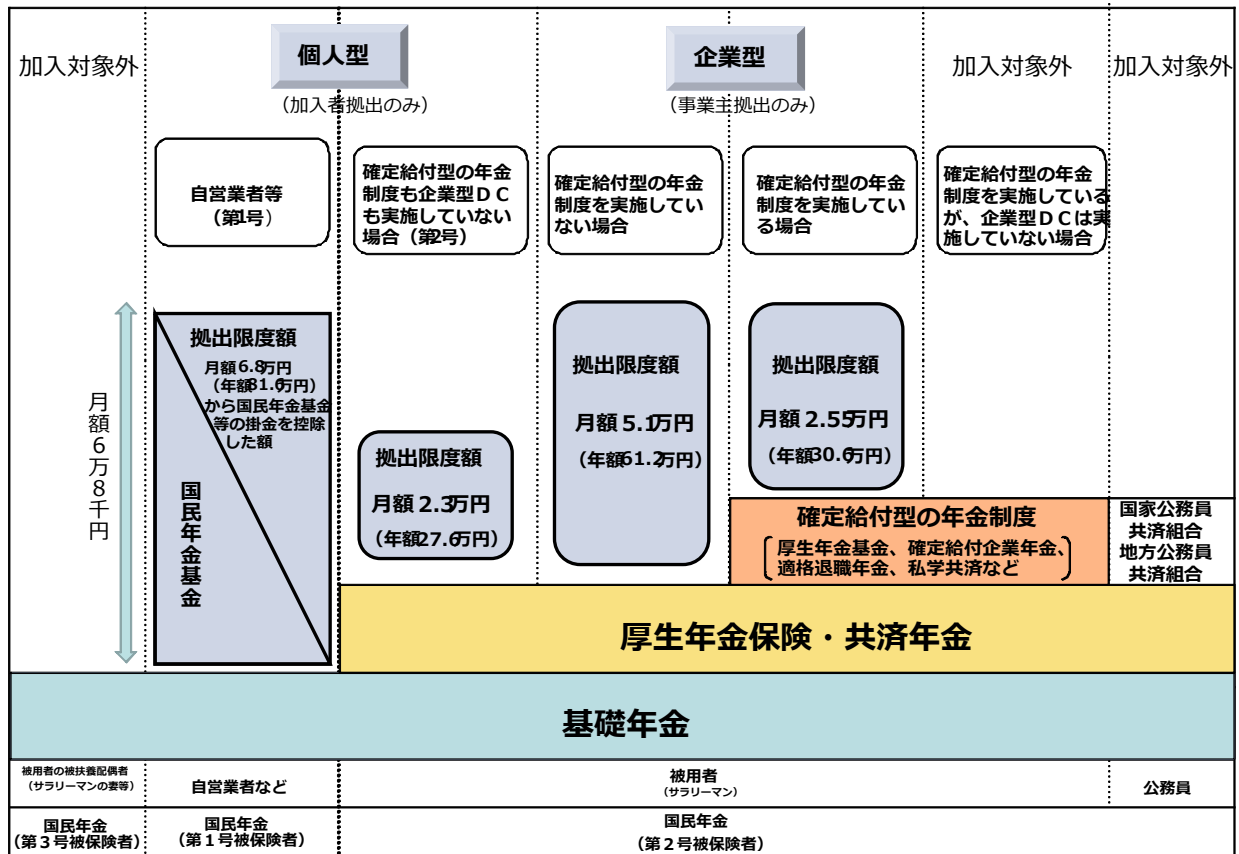 加入対象外
個人型
(加入者拠出のみ)
企業型
(事業主拠出のみ)
加入対象外
加入対象外
自営業者等
(第1号)
確定給付型の年金
制度も企業型DC
も実施していない
場合(第2号)
確定給付型の年金
制度を実施してい
ない場合
確定給付型の年金
制度を実施してい
る場合
確定給付型の年金
制度を実施している
が、企業型DCは実
施していない場合
月額6万8千円
拠出限度額
月額6.8万円
(年額81.6万円)
から国民年金基金
等の掛金を控除
した額
国民年金基金
拠出限度額
月額2.3万円
(年額27.6万円)
拠出限度額
月額5.1万円
(年額61.2万円)
拠出限度額
月額2.55万円
(年額30.6万円)
確定給付型の年金制度
厚生年金基金、確定給付企業年金、
適格退職年金、私学共済など
国家公務員
共済組合
地方公務員
共済組合
厚生年金保険・共済年金
基礎年金
被用者の被扶養配偶者
(サラリーマンの妻等)
自営業者など
被用者
(サラリーマン)
公務員
国民年金
(第3号被保険者)
国民年金
(第1号被保険者)
国民年金
(第2号被保険者)